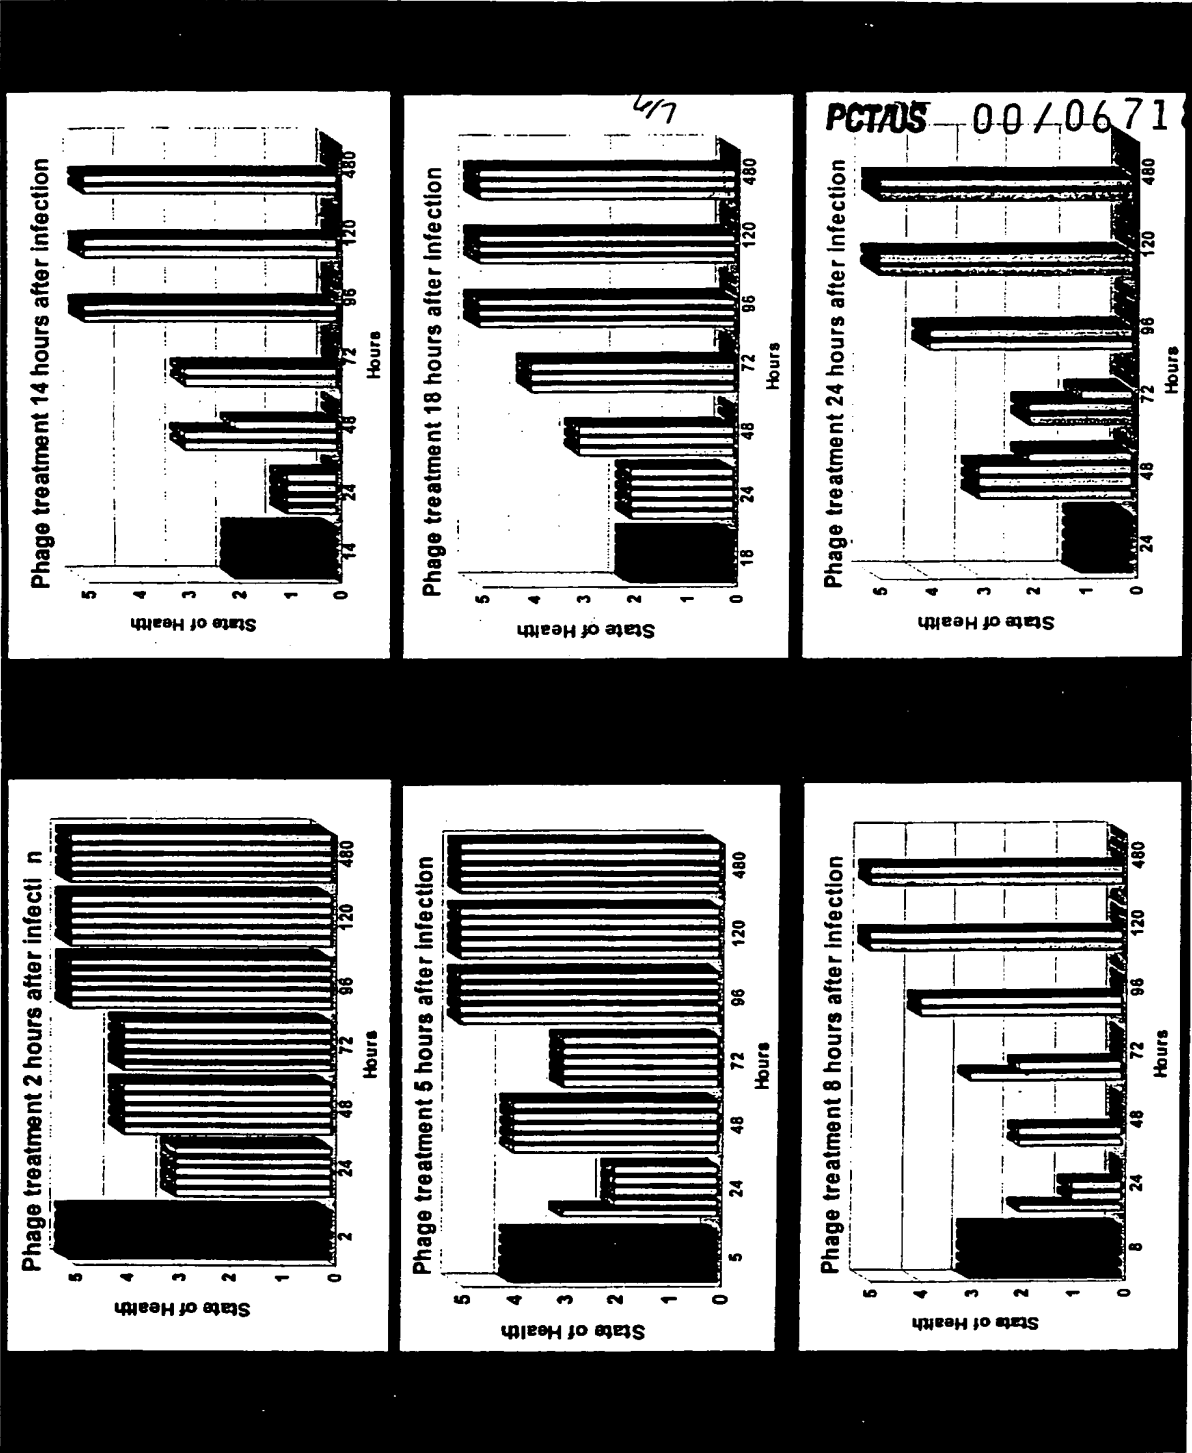 Phage treatment 2 hours after infecti n
State of Health
5
4
3
2
1
0
2 24 48 72 96 120 480
Hours
Phage treatment 14 hours after infection
State of Health
5
4
3
2
1
0
14 24 48 72 96 120 480
Hours
Phage treatment 5 hours after infection
State of Health
5
4
3
2
1
0
5 24 48 72 96 120 480
Hours
Phage treatment 18 hours after infection
State of Health
5
4
3
2
1
0
18 24 48 72 96 120 480
Hours
Phage treatment 8 hours after infection
State of Health
5
4
3
2
1
0
8 24 48 72 96 120 480
Hours
Phage treatment 24 hours after infection
State of Health
5
4
3
2
1
0
24 48 72 96 120 480
Hours
PCT/US 00/06718